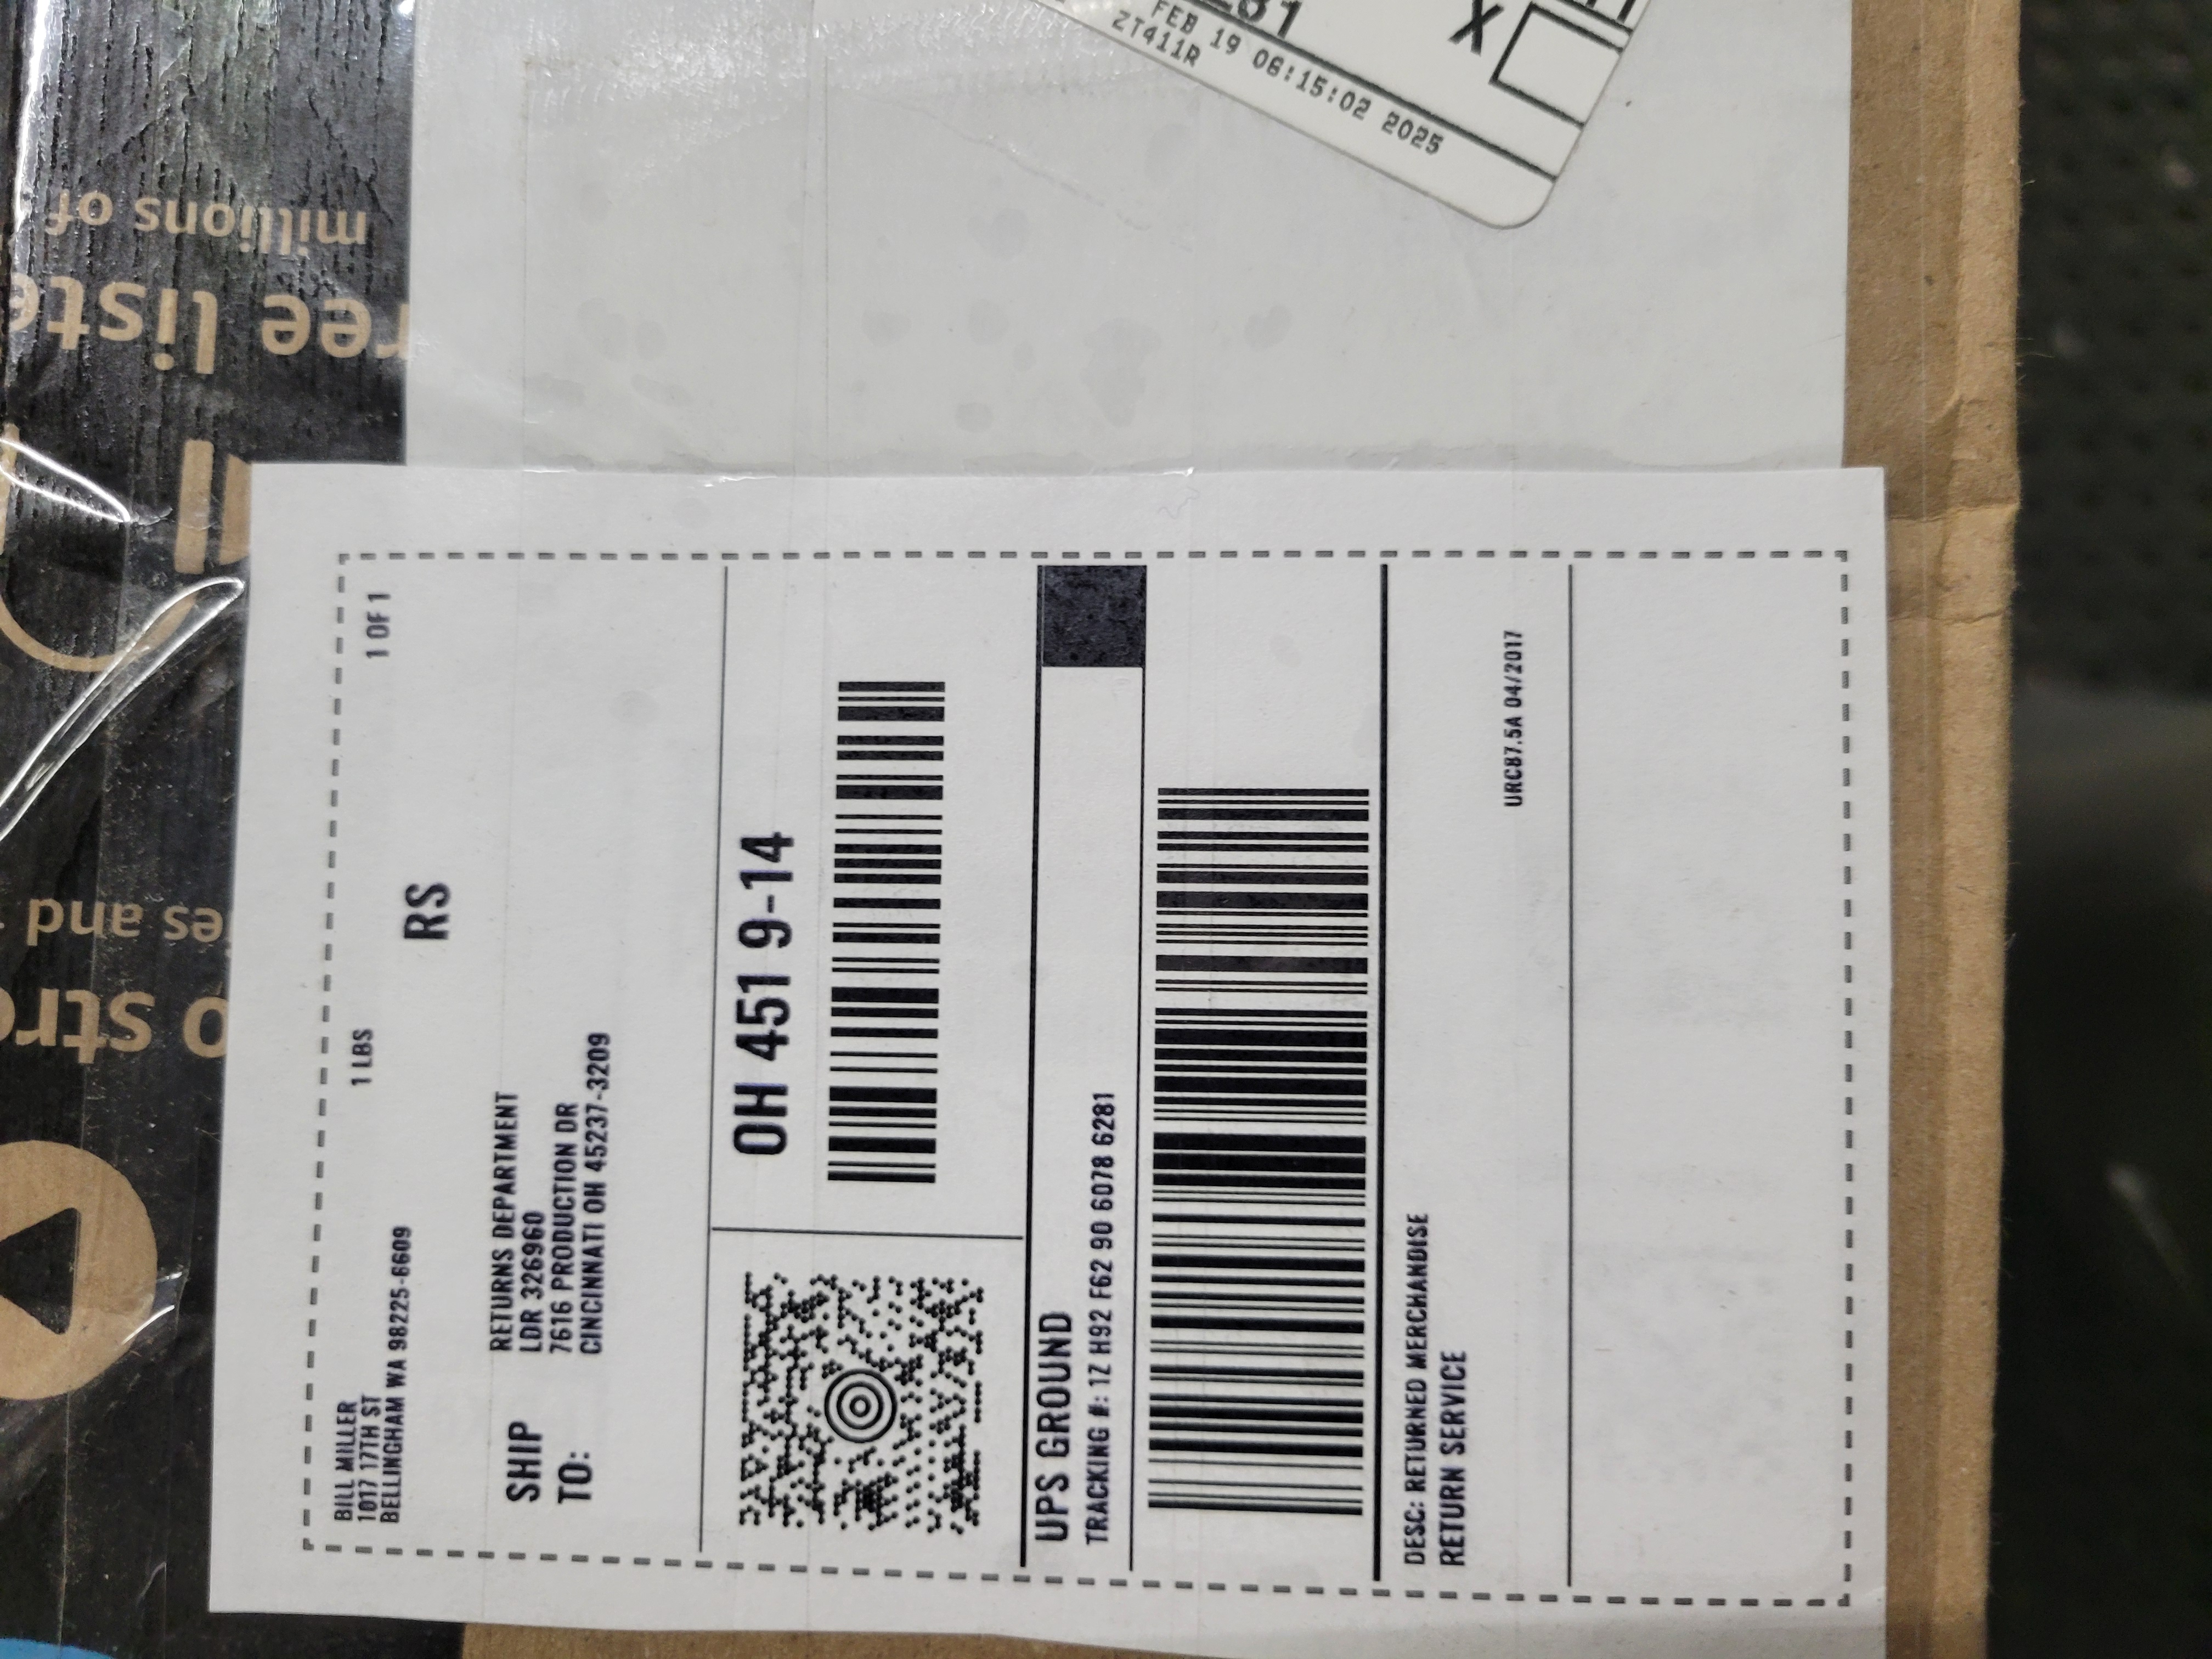 BILL MILLER
1017 17TH ST
BELLINGHAM WA 98225-6609
1 LBS
1 OF 1
RS
SHIP
TO:
RETURNS DEPARTMENT
LDR 326960
7616 PRODUCTION DR
CINCINNATI OH 45237-3209
OH 451 9-14
UPS GROUND
TRACKING #: 1Z H92 F62 90 6078 6281
DESC: RETURNED MERCHANDISE
RETURN SERVICE
URC87.5A 04/2017
X
FEB 19 06:15:02 2025
ZT411R
millions of
ree liste
es and
o stre